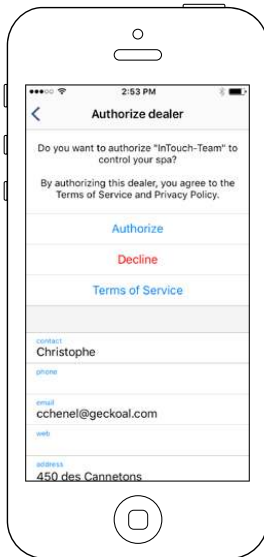 2:53 PM
Authorize dealer
Do you want to authorize "InTouch-Team" to
control your spa?
By authorizing this dealer, you agree to the
Terms of Service and Privacy Policy.
Authorize
Decline
Terms of Service
contact
Christophe
phone
email
cchenel@geckoal.com
web
address
450 des Cannetons